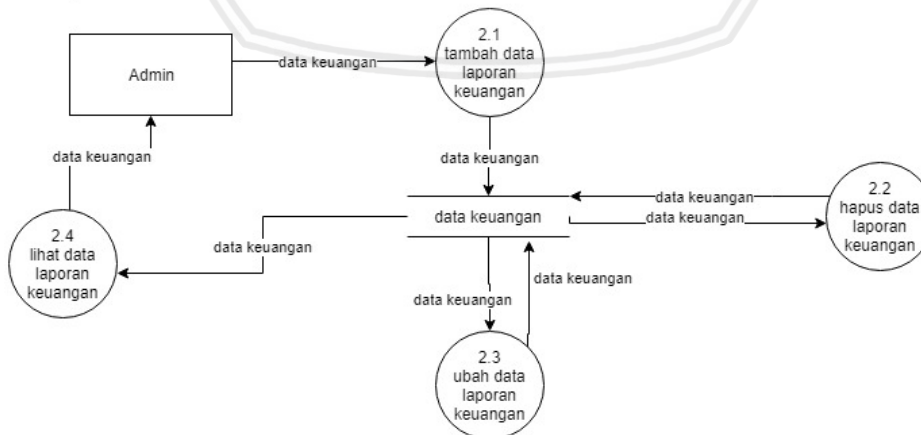 2.1
tambah data
laporan
keuangan
Admin
data keuangan
data keuangan
data keuangan
2.2
hapus data
laporan
keuangan
data keuangan
data keuangan
data keuangan
2.4
lihat data
laporan
keuangan
data keuangan
data keuangan
data keuangan
2.3
ubah data
laporan
keuangan